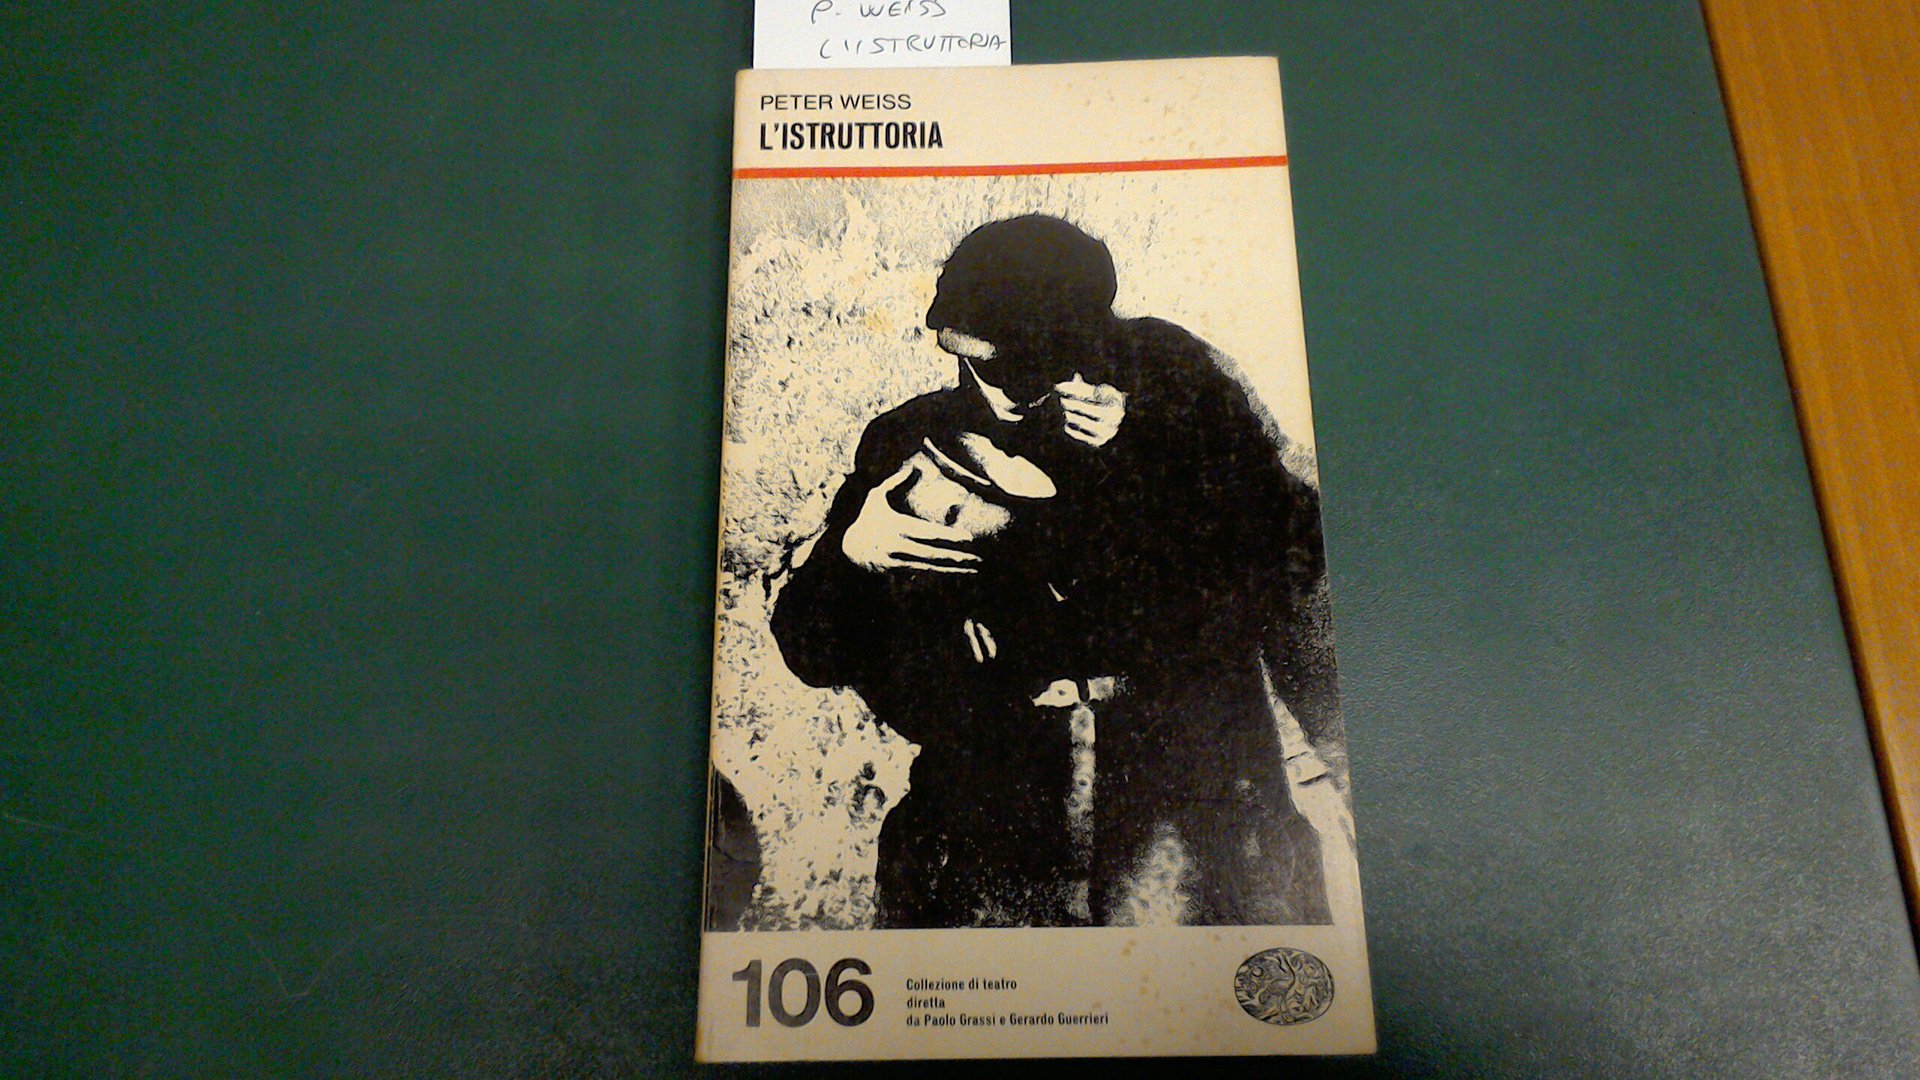 P. WEISS
L'ISTRUTTORIA
PETER WEISS
L'ISTRUTTORIA
106
Collezione di teatro
diretta
da Paolo Grassi e Gerardo Guerrieri